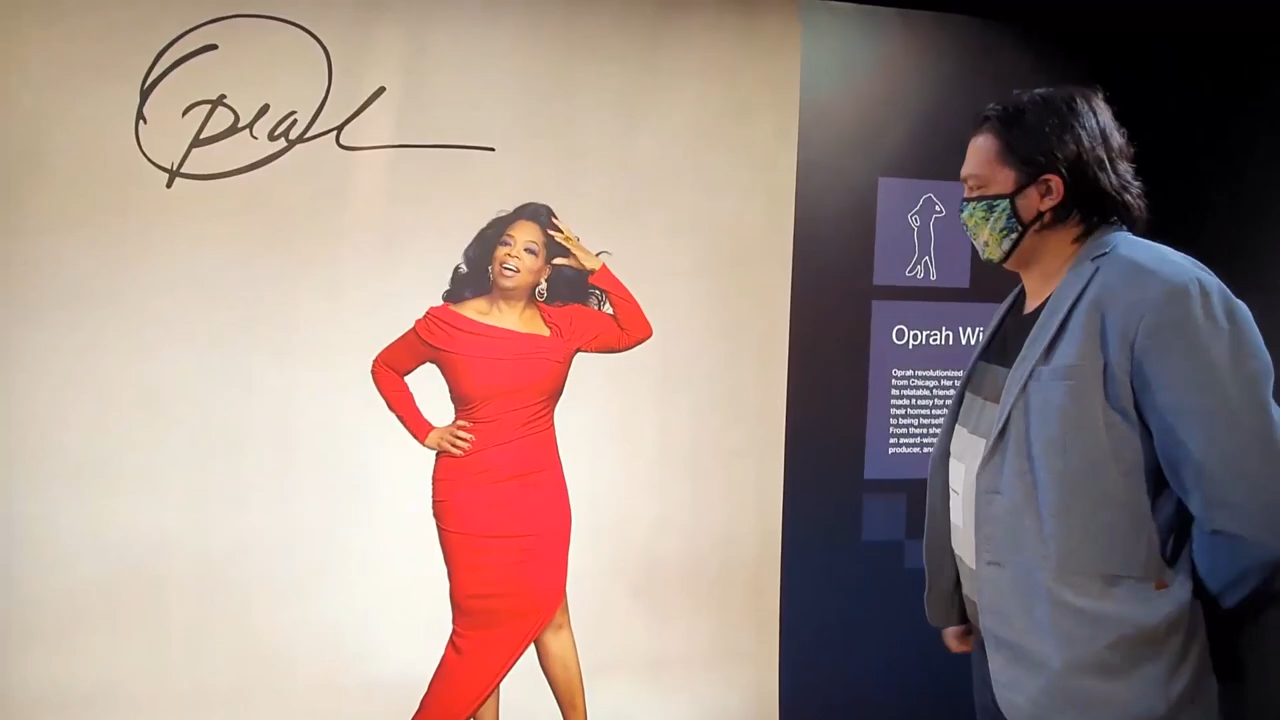 Oprah
Oprah Wi
Oprah revolutionized
from Chicago. Her ta
its relatable, friendly
made it easy for m
their homes each
to being herself
From there she
an award-winn
producer, and